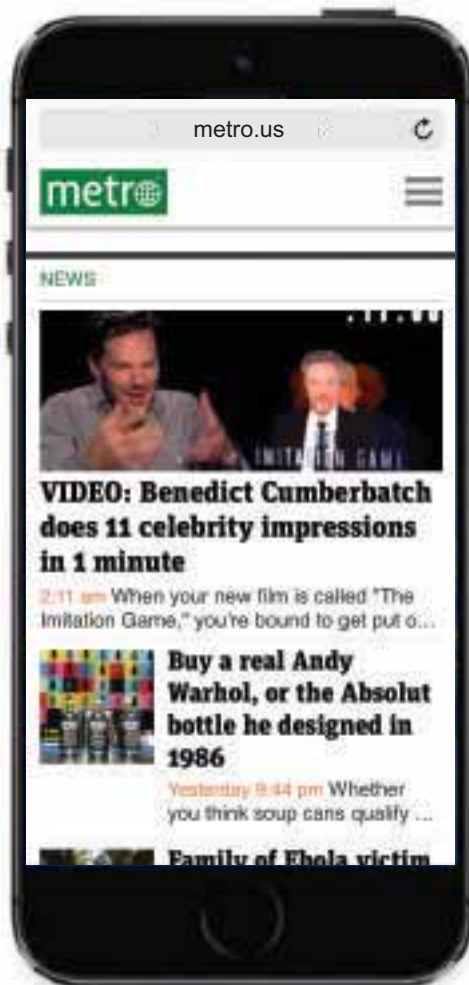 metro.us
metro
NEWS
IMITATION GAME
VIDEO: Benedict Cumberbatch
does 11 celebrity impressions
in 1 minute
2:11 am When your new film is called "The
Imitation Game," you're bound to get put o...
Buy a real Andy
Warhol, or the Absolut
bottle he designed in
1986
Yesterday 9:44 pm Whether
you think soup cans qualify ...
Family of Ebola victim